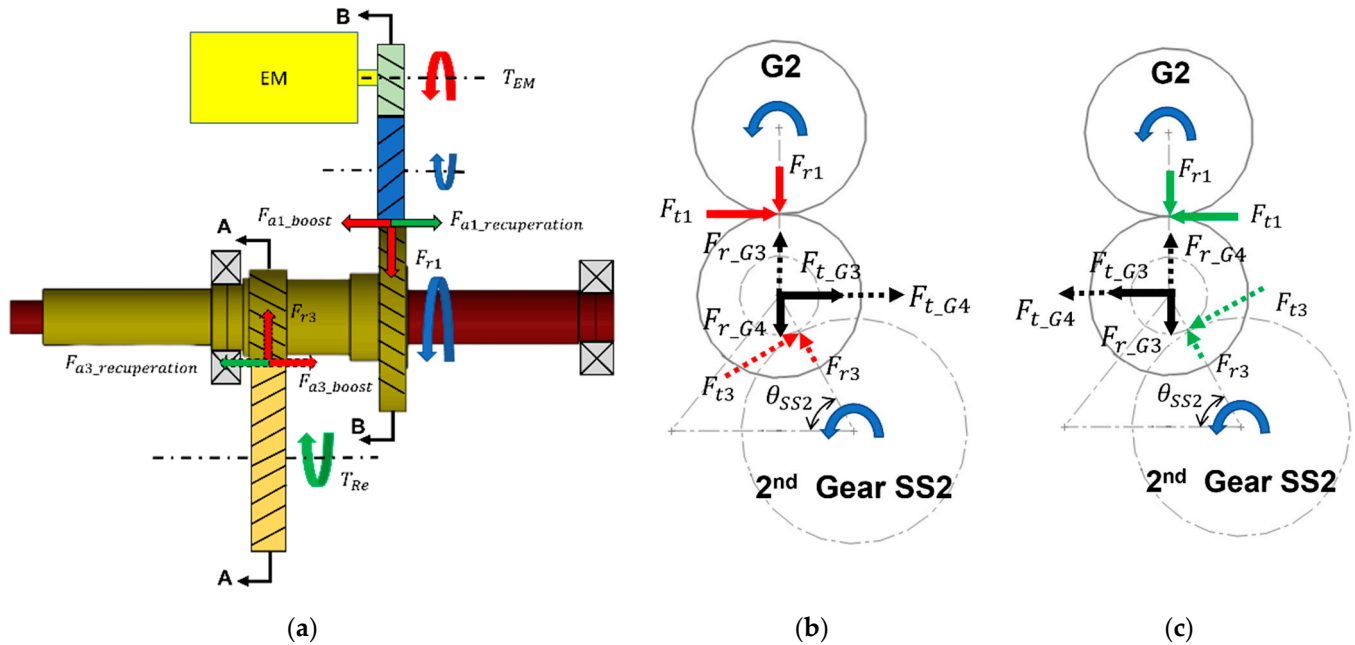 B
EM
T_EM
F_a1_boost
F_a1_recuperation
A
F_r1
F_r3
F_a3_recuperation
F_a3_boost
B
T_Re
A
(a)
G2
F_r1
F_t1
F_r_G3
F_t_G3
F_t_G4
F_r_G4
F_t3
F_r3
θ_SS2
2nd Gear SS2
(b)
G2
F_r1
F_t1
F_r_G4
F_t_G3
F_t_G4
F_r_G3
F_t3
F_r3
θ_SS2
2nd Gear SS2
(c)